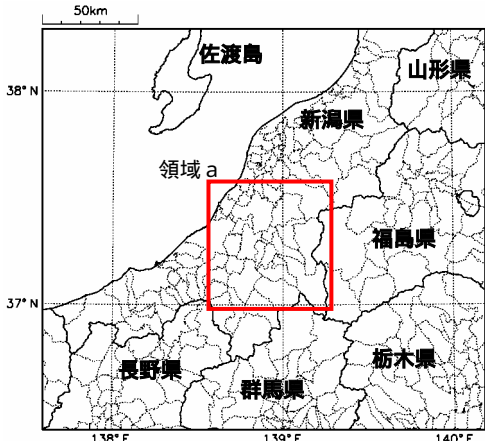 50km
佐渡島
山形県
38° N
新潟県
領域 a
福島県
37° N
長野県
群馬県
栃木県
138° E
139° E
140° E